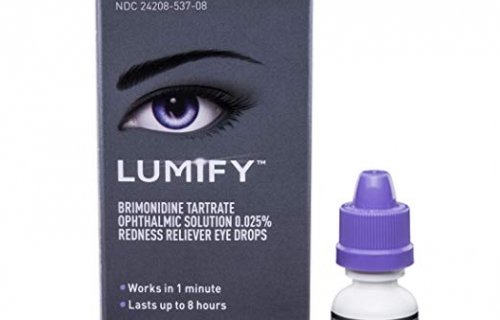 NDC 24208-537-08
LUMIFY™
BRIMONIDINE TARTRATE
OPHTHALMIC SOLUTION 0.025%
REDNESS RELIEVER EYE DROPS
• Works in 1 minute
• Lasts up to 8 hours